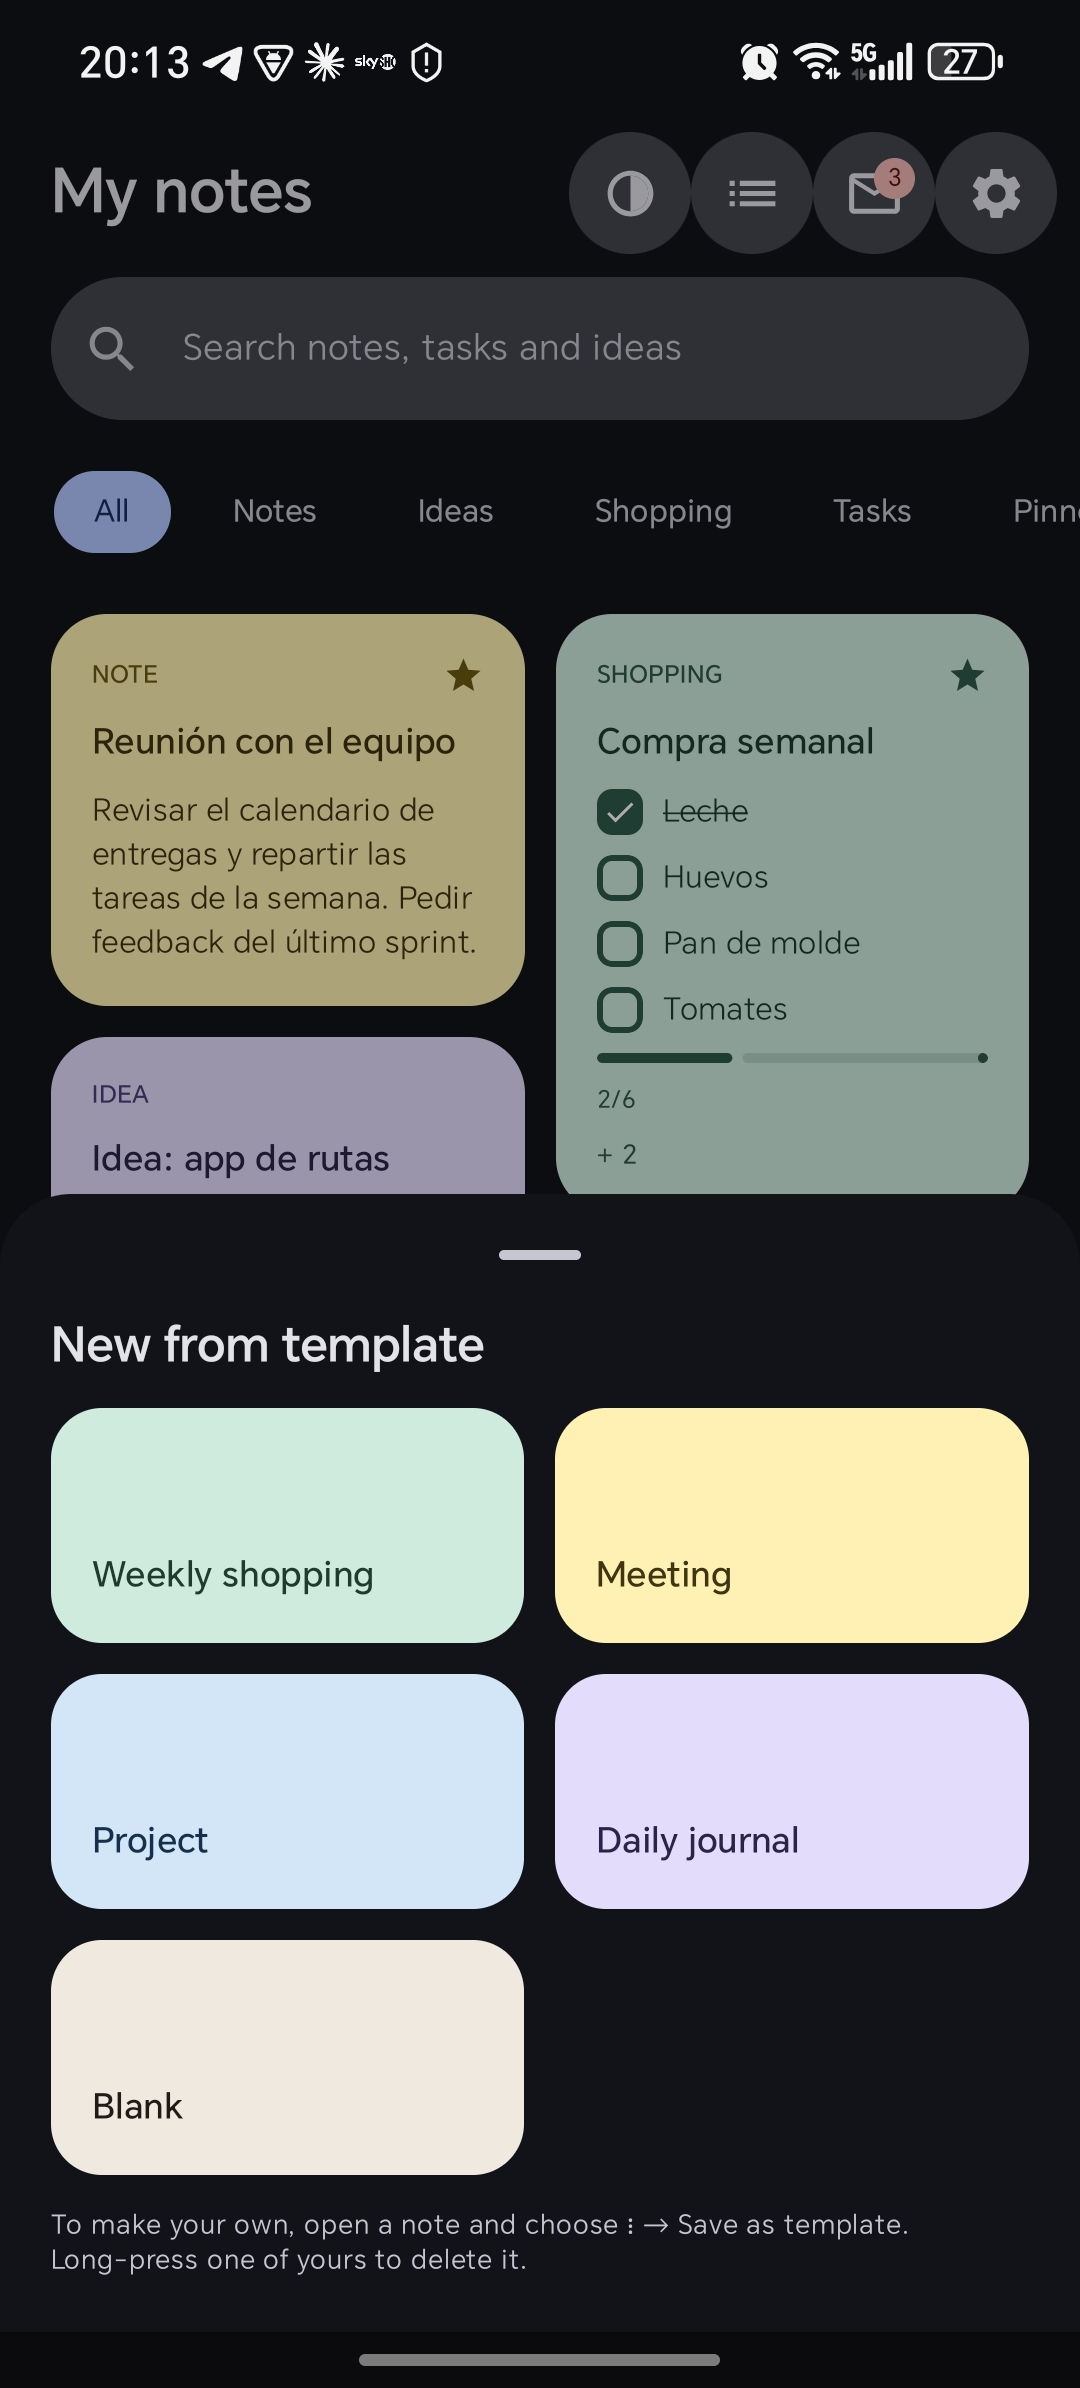 20:13
sky
5G
27
My notes
3
Search notes, tasks and ideas
All
Notes
Ideas
Shopping
Tasks
Pinn
NOTE
Reunión con el equipo
Revisar el calendario de
entregas y repartir las
tareas de la semana. Pedir
feedback del último sprint.
SHOPPING
Compra semanal
Leche
Huevos
Pan de molde
Tomates
2/6
+ 2
IDEA
Idea: app de rutas
New from template
Weekly shopping
Meeting
Project
Daily journal
Blank
To make your own, open a note and choose ⋮ → Save as template.
Long-press one of yours to delete it.